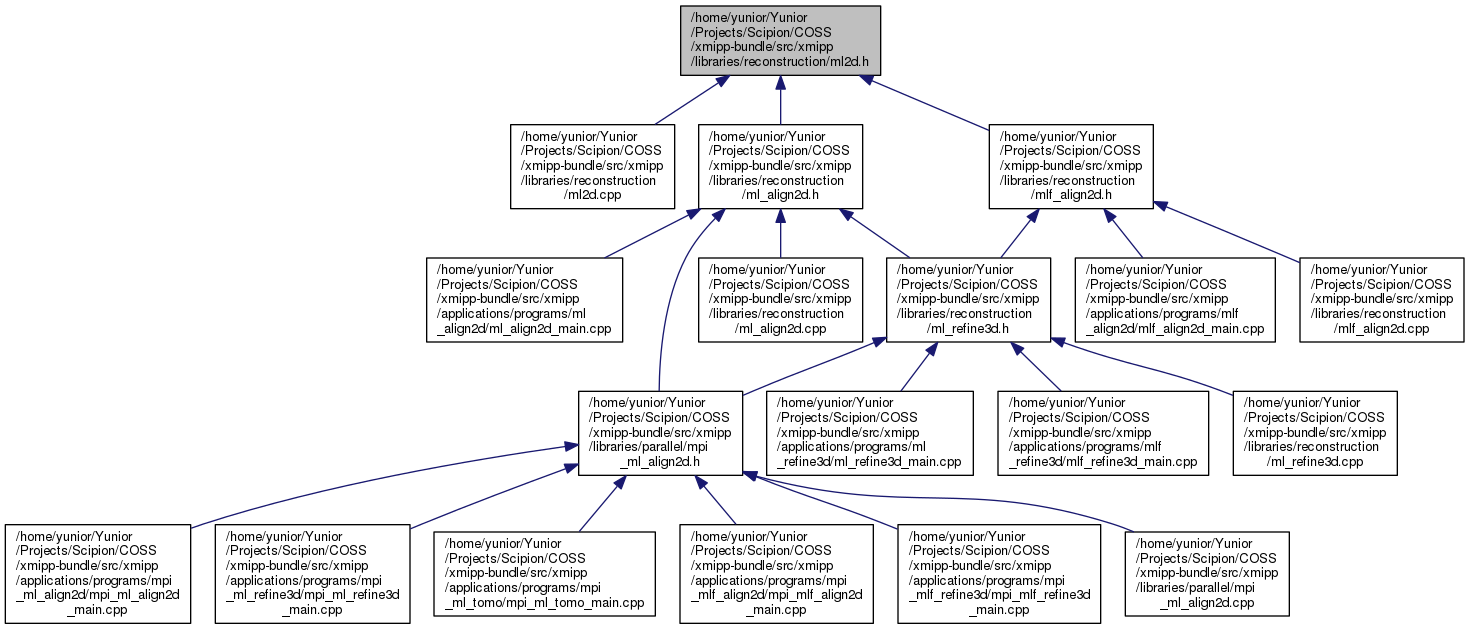 /home/yunior/Yunior
/Projects/Scipion/COSS
/xmipp-bundle/src/xmipp
/libraries/reconstruction/ml2d.h
/home/yunior/Yunior
/Projects/Scipion/COSS
/xmipp-bundle/src/xmipp
/libraries/reconstruction
/ml2d.cpp
/home/yunior/Yunior
/Projects/Scipion/COSS
/xmipp-bundle/src/xmipp
/libraries/reconstruction
/ml_align2d.h
/home/yunior/Yunior
/Projects/Scipion/COSS
/xmipp-bundle/src/xmipp
/libraries/reconstruction
/mlf_align2d.h
/home/yunior/Yunior
/Projects/Scipion/COSS
/xmipp-bundle/src/xmipp
/applications/programs/ml
_align2d/ml_align2d_main.cpp
/home/yunior/Yunior
/Projects/Scipion/COSS
/xmipp-bundle/src/xmipp
/libraries/reconstruction
/ml_align2d.cpp
/home/yunior/Yunior
/Projects/Scipion/COSS
/xmipp-bundle/src/xmipp
/libraries/reconstruction
/ml_refine3d.h
/home/yunior/Yunior
/Projects/Scipion/COSS
/xmipp-bundle/src/xmipp
/applications/programs/mlf
_align2d/mlf_align2d_main.cpp
/home/yunior/Yunior
/Projects/Scipion/COSS
/xmipp-bundle/src/xmipp
/libraries/reconstruction
/mlf_align2d.cpp
/home/yunior/Yunior
/Projects/Scipion/COSS
/xmipp-bundle/src/xmipp
/libraries/parallel/mpi
_ml_align2d.h
/home/yunior/Yunior
/Projects/Scipion/COSS
/xmipp-bundle/src/xmipp
/applications/programs/ml
_refine3d/ml_refine3d_main.cpp
/home/yunior/Yunior
/Projects/Scipion/COSS
/xmipp-bundle/src/xmipp
/applications/programs/mlf
_refine3d/mlf_refine3d_main.cpp
/home/yunior/Yunior
/Projects/Scipion/COSS
/xmipp-bundle/src/xmipp
/libraries/reconstruction
/ml_refine3d.cpp
/home/yunior/Yunior
/Projects/Scipion/COSS
/xmipp-bundle/src/xmipp
/applications/programs/mpi
_ml_align2d/mpi_ml_align2d
_main.cpp
/home/yunior/Yunior
/Projects/Scipion/COSS
/xmipp-bundle/src/xmipp
/applications/programs/mpi
_ml_refine3d/mpi_ml_refine3d
_main.cpp
/home/yunior/Yunior
/Projects/Scipion/COSS
/xmipp-bundle/src/xmipp
/applications/programs/mpi
_ml_tomo/mpi_ml_tomo_main.cpp
/home/yunior/Yunior
/Projects/Scipion/COSS
/xmipp-bundle/src/xmipp
/applications/programs/mpi
_mlf_align2d/mpi_mlf_align2d
_main.cpp
/home/yunior/Yunior
/Projects/Scipion/COSS
/xmipp-bundle/src/xmipp
/applications/programs/mpi
_mlf_refine3d/mpi_mlf_refine3d
_main.cpp
/home/yunior/Yunior
/Projects/Scipion/COSS
/xmipp-bundle/src/xmipp
/libraries/parallel/mpi
_ml_align2d.cpp